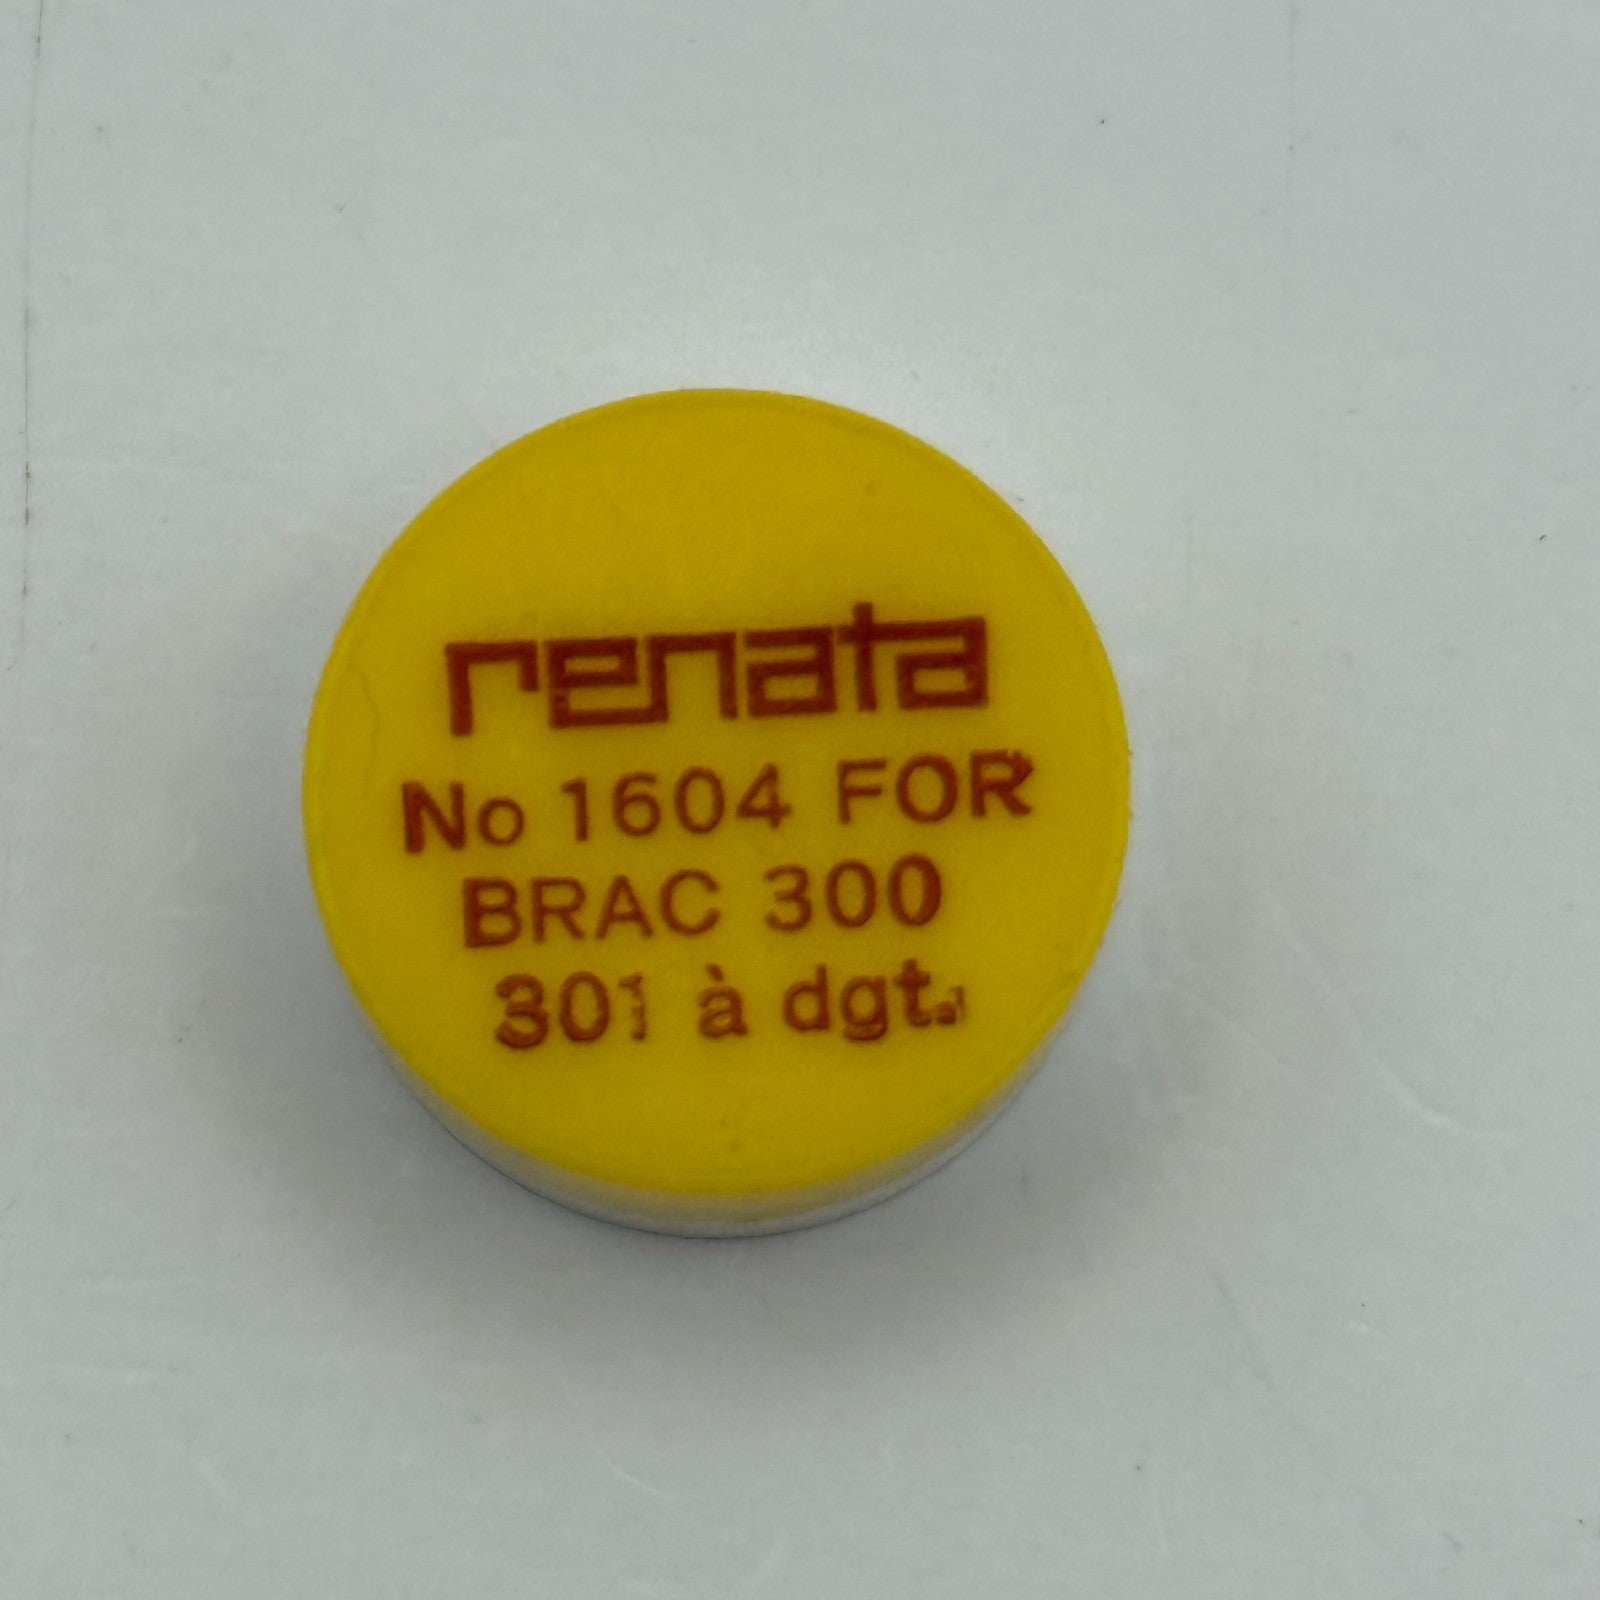 renata
No 1604 FOR
BRAC 300
301 à dgt.